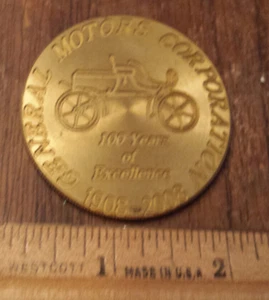 GENERAL MOTORS CORPORATION
100 Years
of
Excellence
1908-2008
WESTCOTT 1 MADE IN U.S.A 2